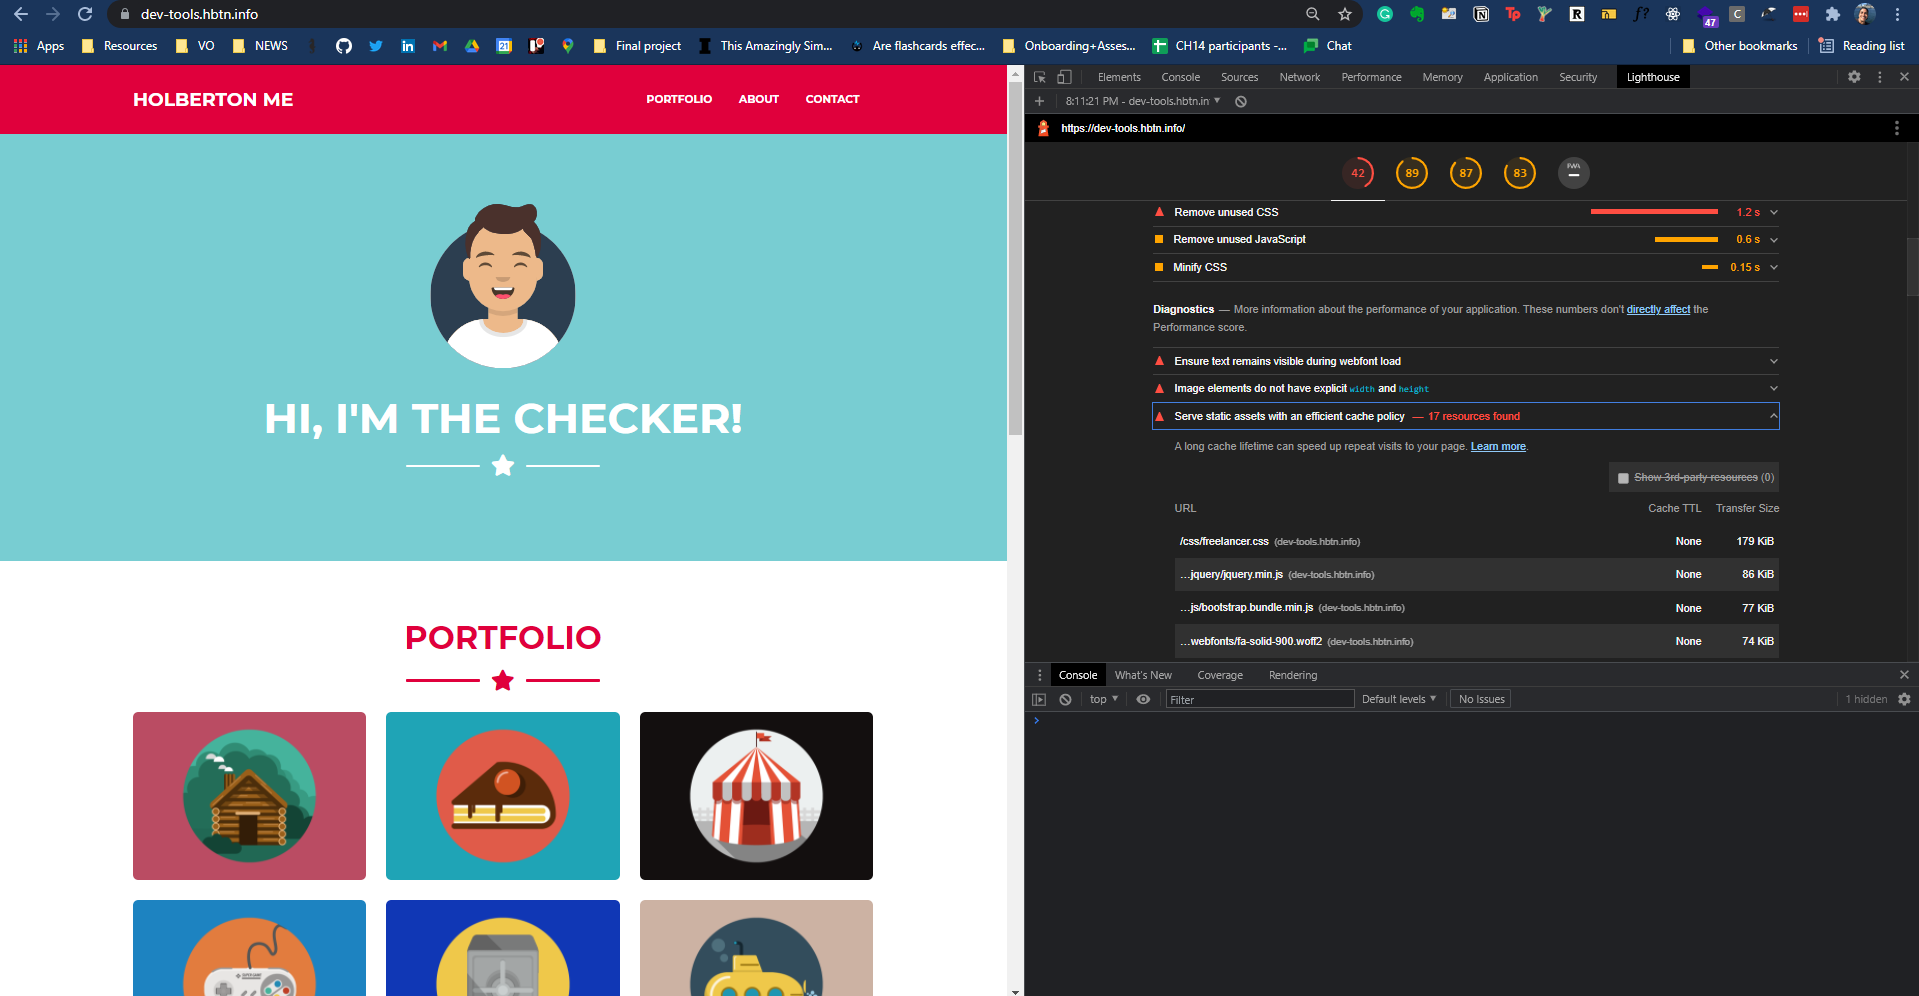 dev-tools.hbtn.info
47
Apps
Resources
VO
NEWS
Final project
This Amazingly Sim...
Are flashcards effec...
Onboarding+Asses...
CH14 participants -...
Chat
Other bookmarks
Reading list
HOLBERTON ME
PORTFOLIO
ABOUT
CONTACT
HI, I'M THE CHECKER!
PORTFOLIO
Elements
Console
Sources
Network
Performance
Memory
Application
Security
Lighthouse
8:11:21 PM - dev-tools.hbtn.in
https://dev-tools.hbtn.info/
42
89
87
83
PWA
Remove unused CSS
1.2 s
Remove unused JavaScript
0.6 s
Minify CSS
0.15 s
Diagnostics — More information about the performance of your application. These numbers don't directly affect the
Performance score.
Ensure text remains visible during webfont load
Image elements do not have explicit width and height
Serve static assets with an efficient cache policy — 17 resources found
A long cache lifetime can speed up repeat visits to your page. Learn more.
Show 3rd-party resources (0)
URL
Cache TTL
Transfer Size
/css/freelancer.css (dev-tools.hbtn.info)
None
179 KiB
...jquery/jquery.min.js (dev-tools.hbtn.info)
None
86 KiB
...js/bootstrap.bundle.min.js (dev-tools.hbtn.info)
None
77 KiB
...webfonts/fa-solid-900.woff2 (dev-tools.hbtn.info)
None
74 KiB
Console
What's New
Coverage
Rendering
top
Filter
Default levels
No Issues
1 hidden